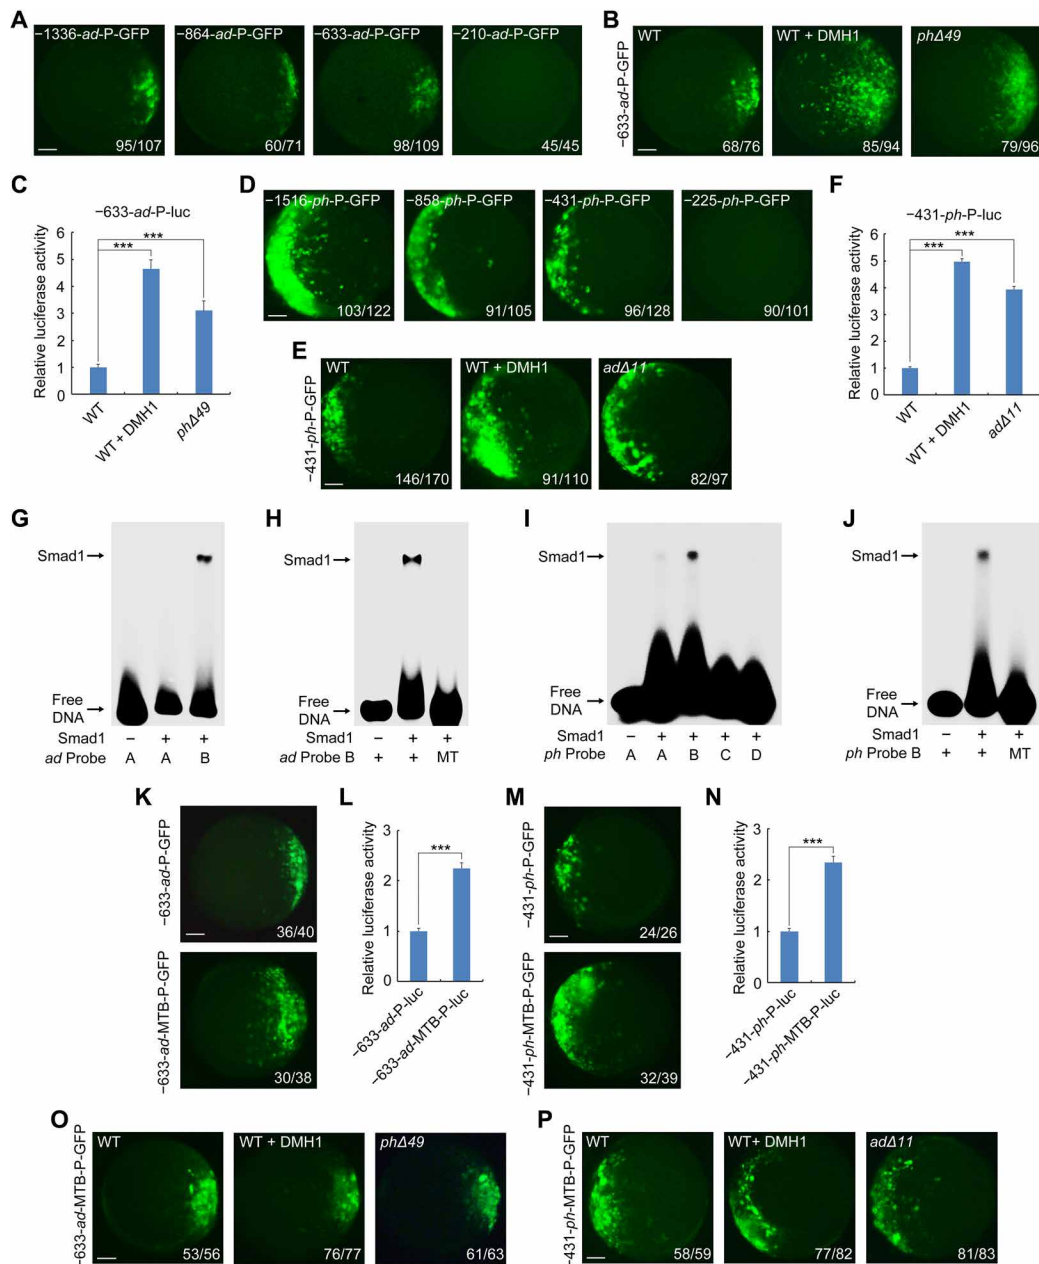 A
−1336-ad-P-GFP
−864-ad-P-GFP
−633-ad-P-GFP
−210-ad-P-GFP
95/107
60/71
98/109
45/45
B
−633-ad-P-GFP
WT
WT + DMH1
phΔ49
68/76
85/94
79/96
C
−633-ad-P-luc
Relative luciferase activity
6
5
4
3
2
1
0
***
***
WT
WT + DMH1
phΔ49
D
−1516-ph-P-GFP
−858-ph-P-GFP
−431-ph-P-GFP
−225-ph-P-GFP
103/122
91/105
96/128
90/101
E
−431-ph-P-GFP
WT
WT + DMH1
adΔ11
146/170
91/110
82/97
F
−431-ph-P-luc
Relative luciferase activity
6
5
4
3
2
1
0
***
***
WT
WT + DMH1
adΔ11
G
Smad1
Free
DNA
Smad1 − + +
ad Probe A A B
H
Smad1
Free
DNA
Smad1 − + +
ad Probe B + + MT
I
Smad1
Free
DNA
Smad1 − + + + +
ph Probe A A B C D
J
Smad1
Free
DNA
Smad1 − + +
ph Probe B + + MT
K
−633-ad-P-GFP
36/40
−633-ad-MTB-P-GFP
30/38
L
Relative luciferase activity
3
2
1
0
***
−633-ad-P-luc
−633-ad-MTB-P-luc
M
−431-ph-P-GFP
24/26
−431-ph-MTB-P-GFP
32/39
N
Relative luciferase activity
3
2
1
0
***
−431-ph-P-luc
−431-ph-MTB-P-luc
O
−633-ad-MTB-P-GFP
WT
WT + DMH1
phΔ49
53/56
76/77
61/63
P
−431-ph-MTB-P-GFP
WT
WT+ DMH1
adΔ11
58/59
77/82
81/83